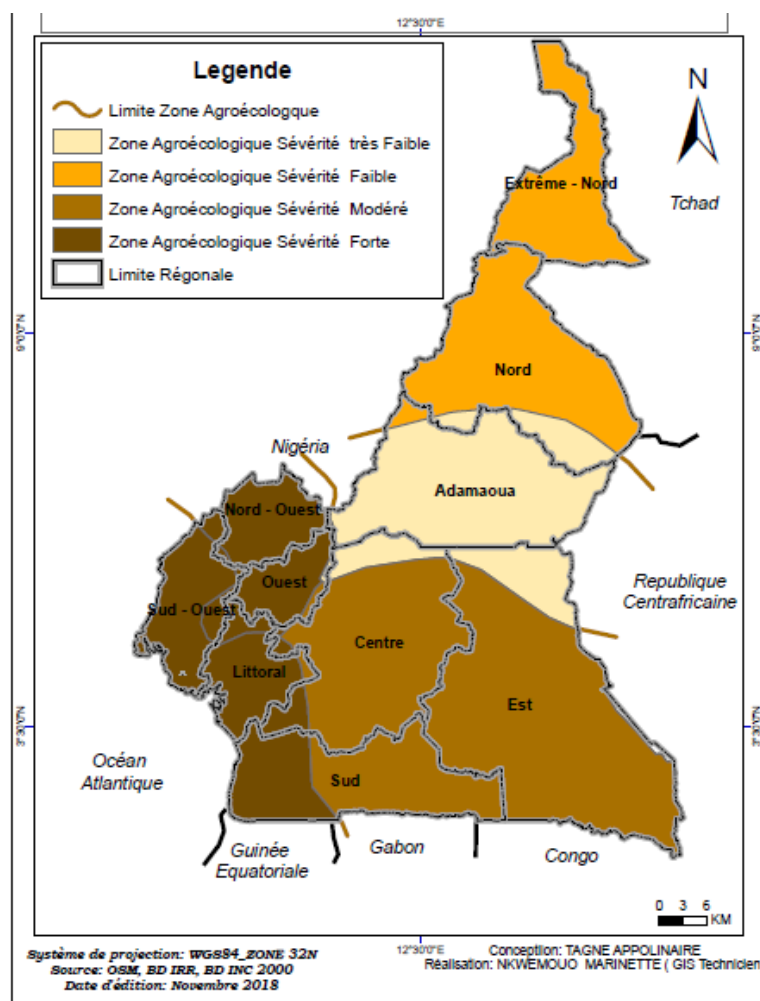 12°30'0"E
Legende
Limite Zone Agroécologqque
Zone Agroécologique Sévérité très Faible
Zone Agroécologique Sévérité Faible
Zone Agroécologique Sévérité Modéré
Zone Agroécologique Sévérité Forte
Limite Régonale
N
Extrême - Nord
Tchad
9°0'0"N
9°0'0"N
Nord
Nigéria
Adamaoua
Nord - Ouest
Ouest
Sud - Ouest
Republique
Centrafricaine
Centre
Littoral
Est
3°30'0"N
3°30'0"N
Océan
Atlantique
Sud
Guinée
Equatoriale
Gabon
Congo
0 3 6
KM
12°30'0"E
Système de projection: WGS84_ZONE 32N
Source: OSM, BD IRR, BD INC 2000
Date d'édition: Novembre 2018
Conception: TAGNE APPOLINAIRE
Réalisation: NKWEMOUO MARINETTE ( GIS Technicien